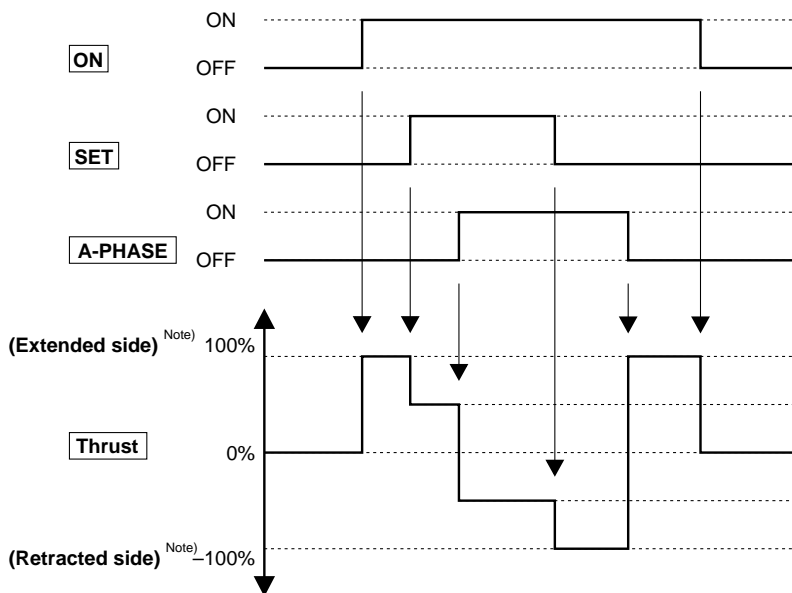 ON
ON
OFF
ON
SET
OFF
ON
A-PHASE
OFF
(Extended side) Note) 100%
Thrust
0%
(Retracted side) Note) –100%